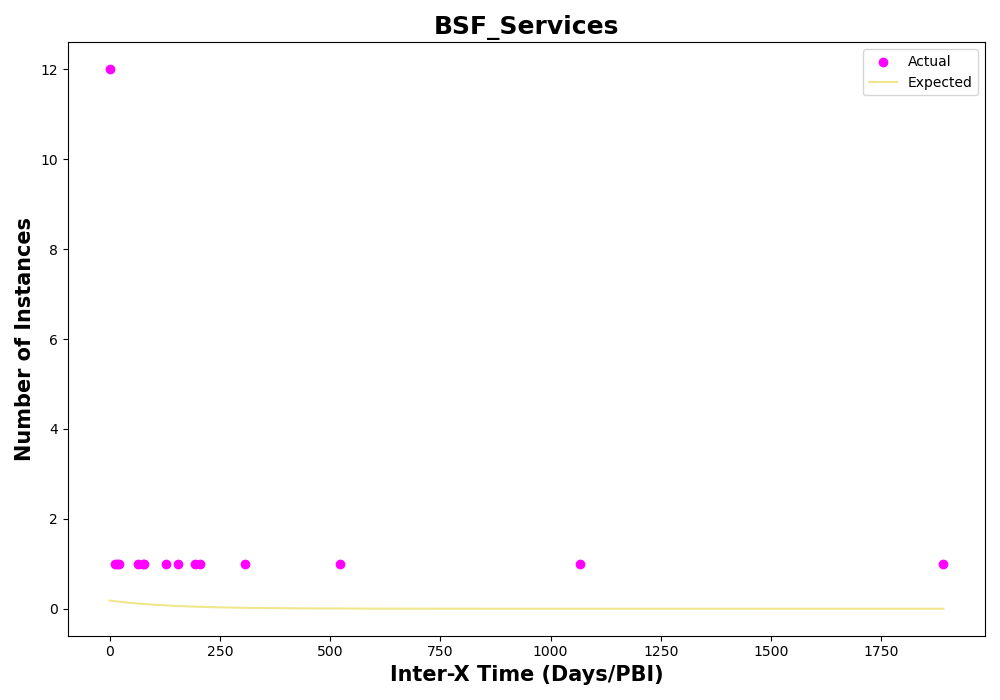 BSF_Services
Actual
Expected
Number of Instances
12
10
8
6
4
2
0
0 250 500 750 1000 1250 1500 1750
Inter-X Time (Days/PBI)